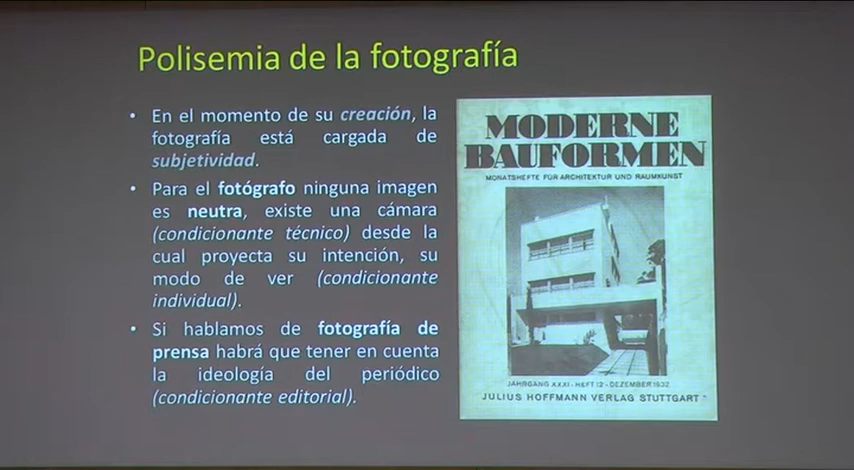 Polisemia de la fotografía
• En el momento de su creación, la
fotografía está cargada de
subjetividad.
• Para el fotógrafo ninguna imagen
es neutra, existe una cámara
(condicionante técnico) desde la
cual proyecta su intención, su
modo de ver (condicionante
individual).
• Si hablamos de fotografía de
prensa habrá que tener en cuenta
la ideología del periódico
(condicionante editorial).
MODERNE
BAUFORMEN
MONATSHEFTE FÜR ARCHITEKTUR UND RAUMKUNST
JAHRGANG XXXI · HEFT 12 · DEZEMBER 1932
JULIUS HOFFMANN VERLAG STUTTGART